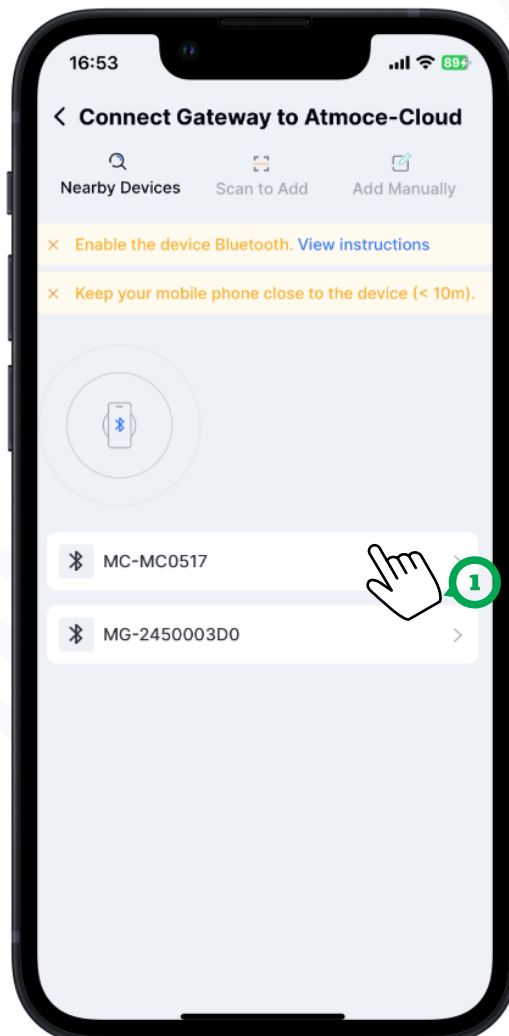 16:53
89
Connect Gateway to Atmoce-Cloud
Nearby Devices
Scan to Add
Add Manually
Enable the device Bluetooth. View instructions
Keep your mobile phone close to the device (< 10m).
MC-MC0517
1
MG-2450003D0